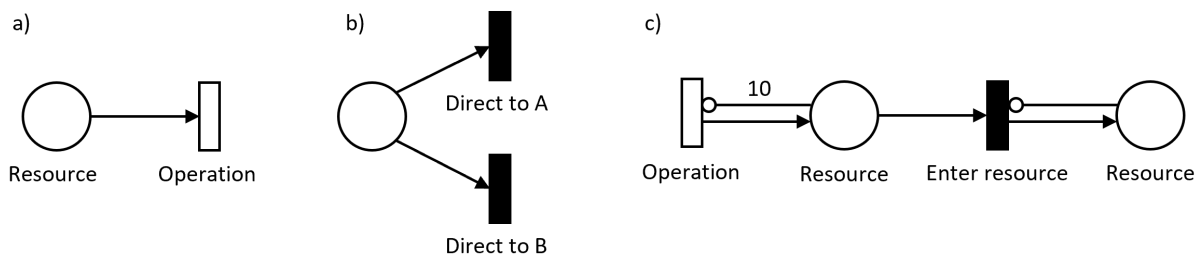 a)
Resource
Operation
b)
Direct to A
Direct to B
c)
10
Operation
Resource
Enter resource
Resource